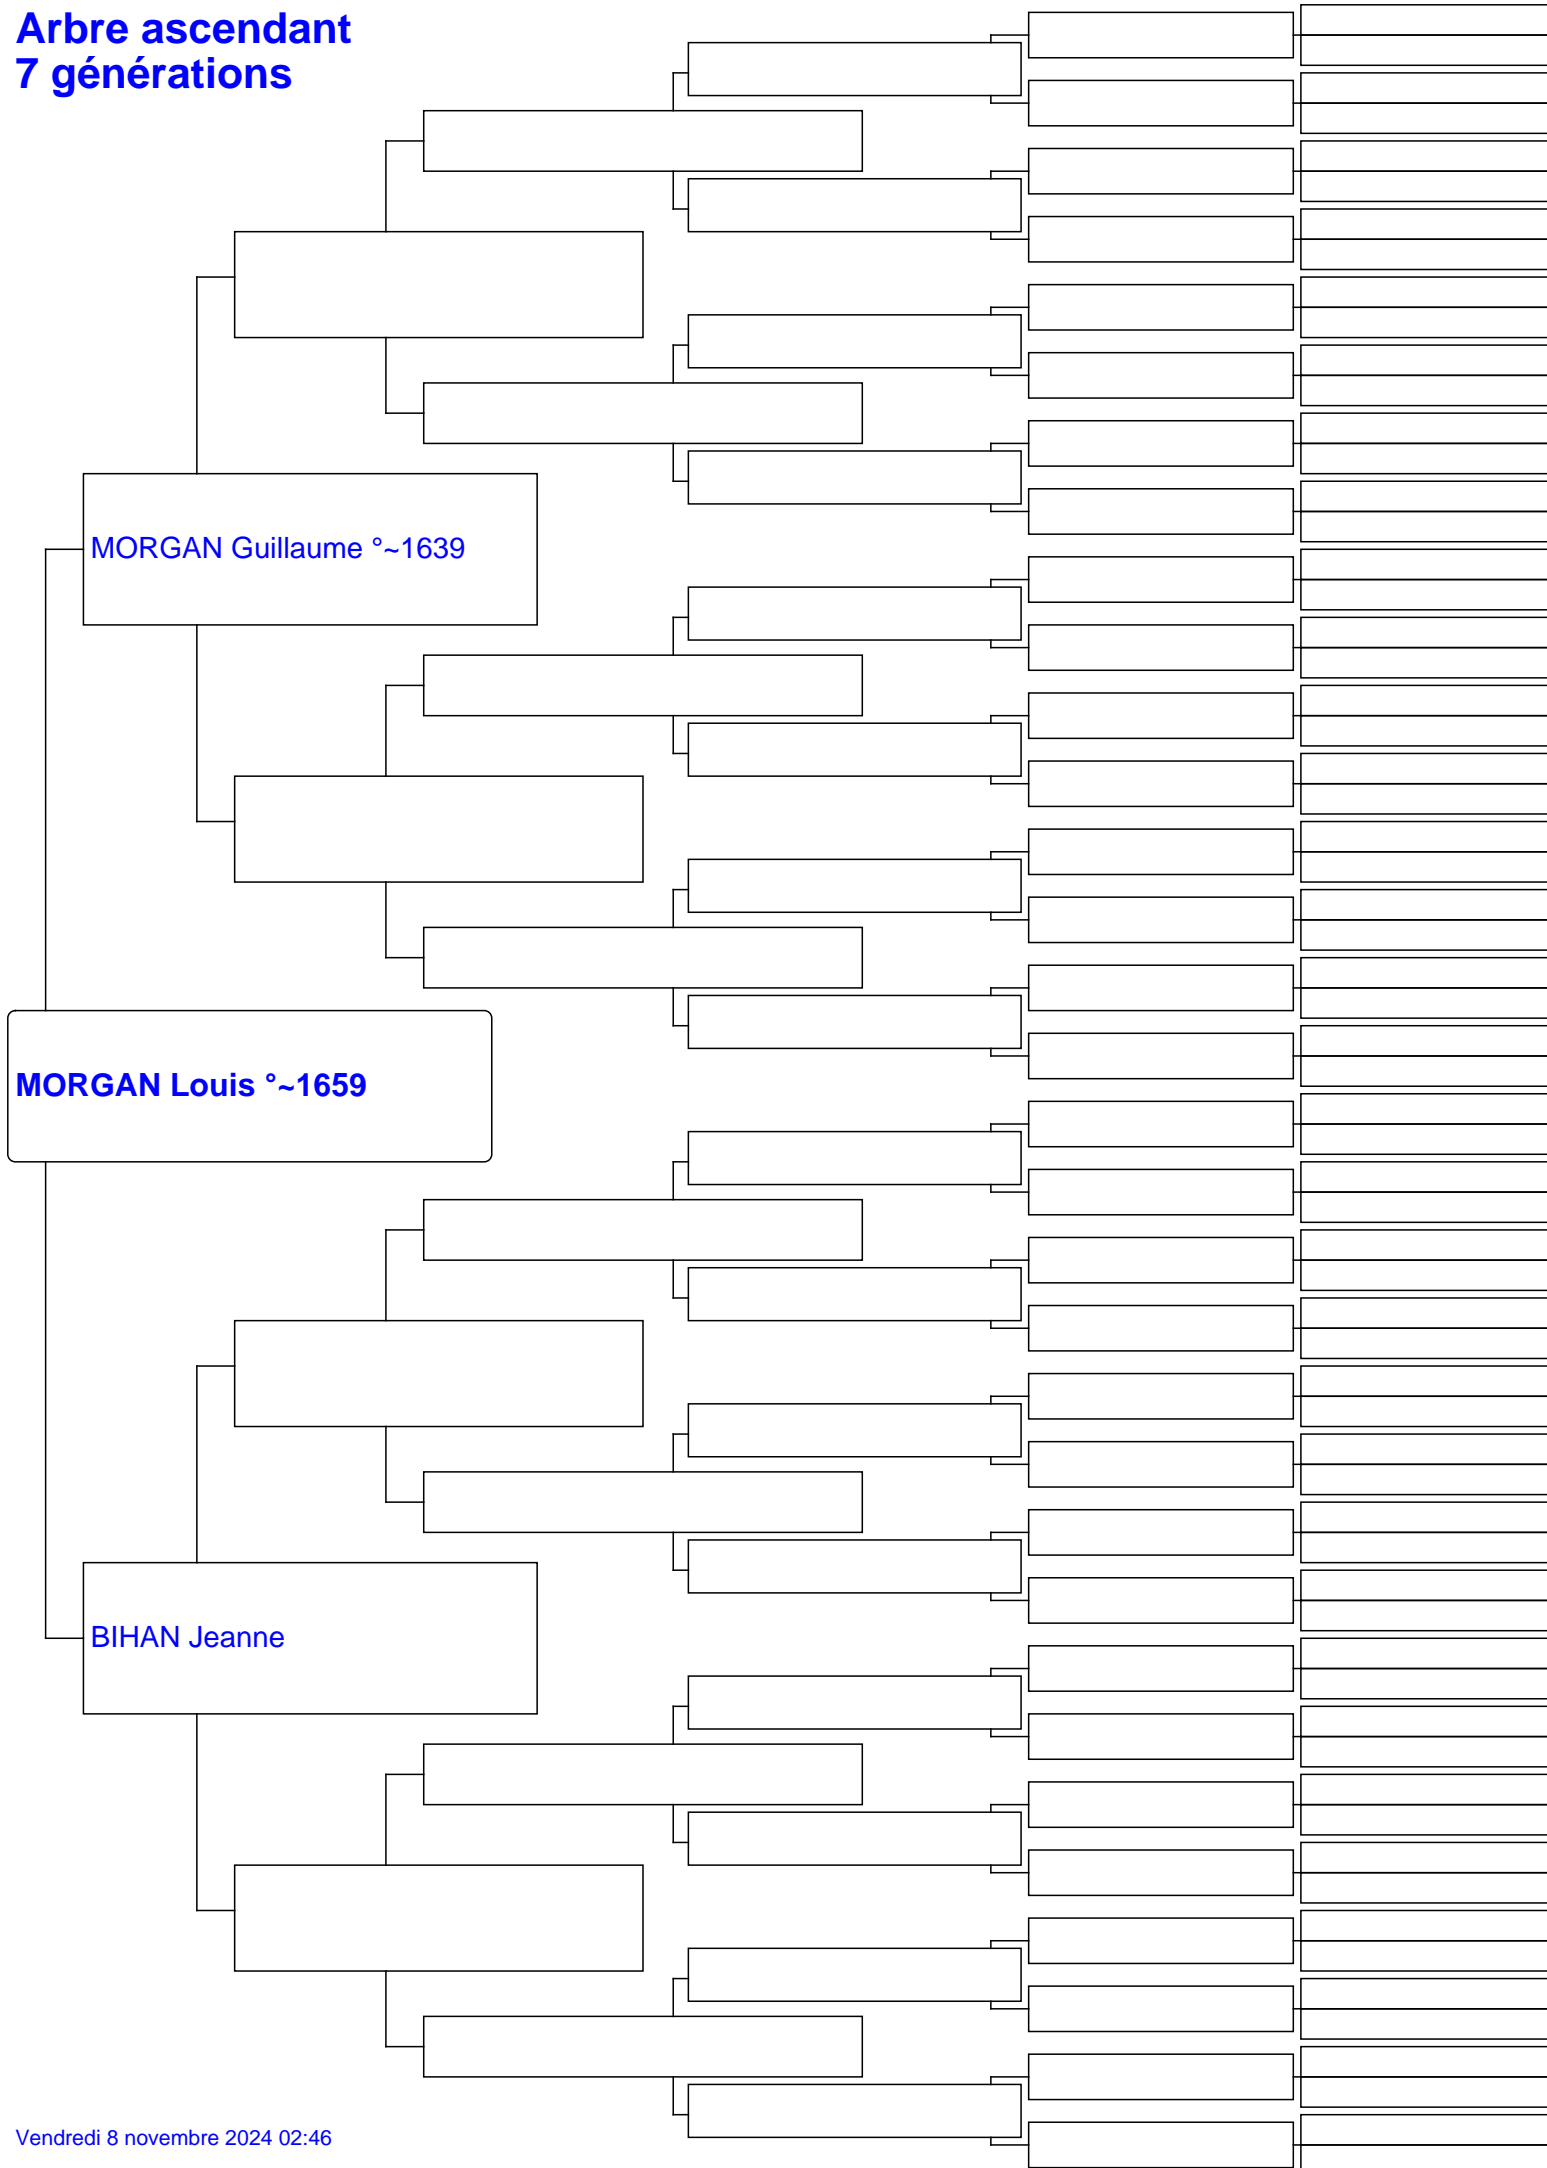 Arbre ascendant
7 générations
MORGAN Guillaume °~1639
MORGAN Louis °~1659
BIHAN Jeanne
Vendredi 8 novembre 2024 02:46